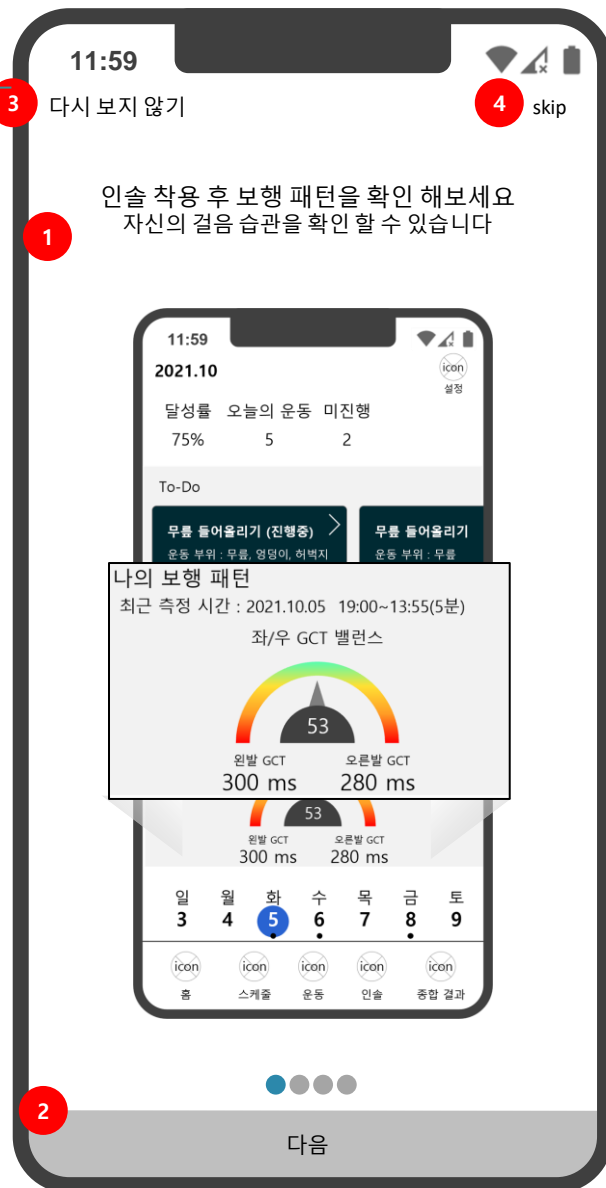 11:59
3 다시 보지 않기
4 skip
인솔 착용 후 보행 패턴을 확인 해보세요
자신의 걸음 습관을 확인 할 수 있습니다
1
11:59
2021.10
icon
설정
달성률 오늘의 운동 미진행
75% 5 2
To-Do
무릎 들어올리기 (진행중) 무릎 들어올리기
운동 부위 : 무릎, 엉덩이, 허벅지 운동 부위 : 무릎
나의 보행 패턴
최근 측정 시간 : 2021.10.05 19:00~13:55(5분)
좌/우 GCT 밸런스
53
왼발 GCT 오른발 GCT
300 ms 280 ms
53
왼발 GCT 오른발 GCT
300 ms 280 ms
일 월 화 수 목 금 토
3 4 5 6 7 8 9
icon icon icon icon icon
홈 스케줄 운동 인솔 종합 결과
2
다음